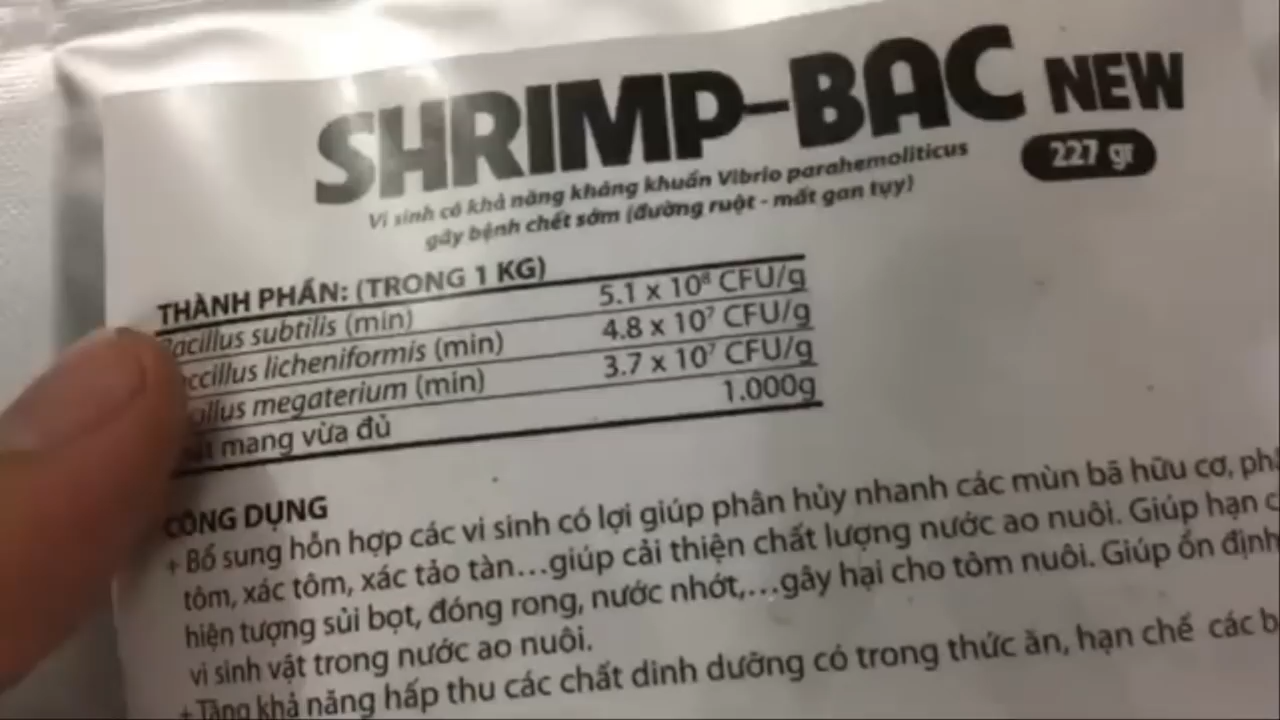 SHRIMP-BAC NEW
227 gr
Vi sinh có khả năng kháng khuẩn Vibrio parahemoliticus
gây bệnh chết sớm (đường ruột - mất gan tụy)
THÀNH PHẦN: (TRONG 1 KG)
subtilis (min) 5.1 x 10⁸ CFU/g
licheniformis (min) 4.8 x 10⁷ CFU/g
megaterium (min) 3.7 x 10⁷ CFU/g
mang vừa đủ 1.000g
CÔNG DỤNG
+ Bổ sung hỗn hợp các vi sinh có lợi giúp phân hủy nhanh các mùn bã hữu cơ,
tôm, xác tôm, xác tảo tàn...giúp cải thiện chất lượng nước ao nuôi. Giúp hạn
hiện tượng sủi bọt, đóng rong, nước nhớt,...gây hại cho tôm nuôi. Giúp ổn định
vi sinh vật trong nước ao nuôi.
+ Tăng khả năng hấp thu các chất dinh dưỡng có trong thức ăn, hạn chế các